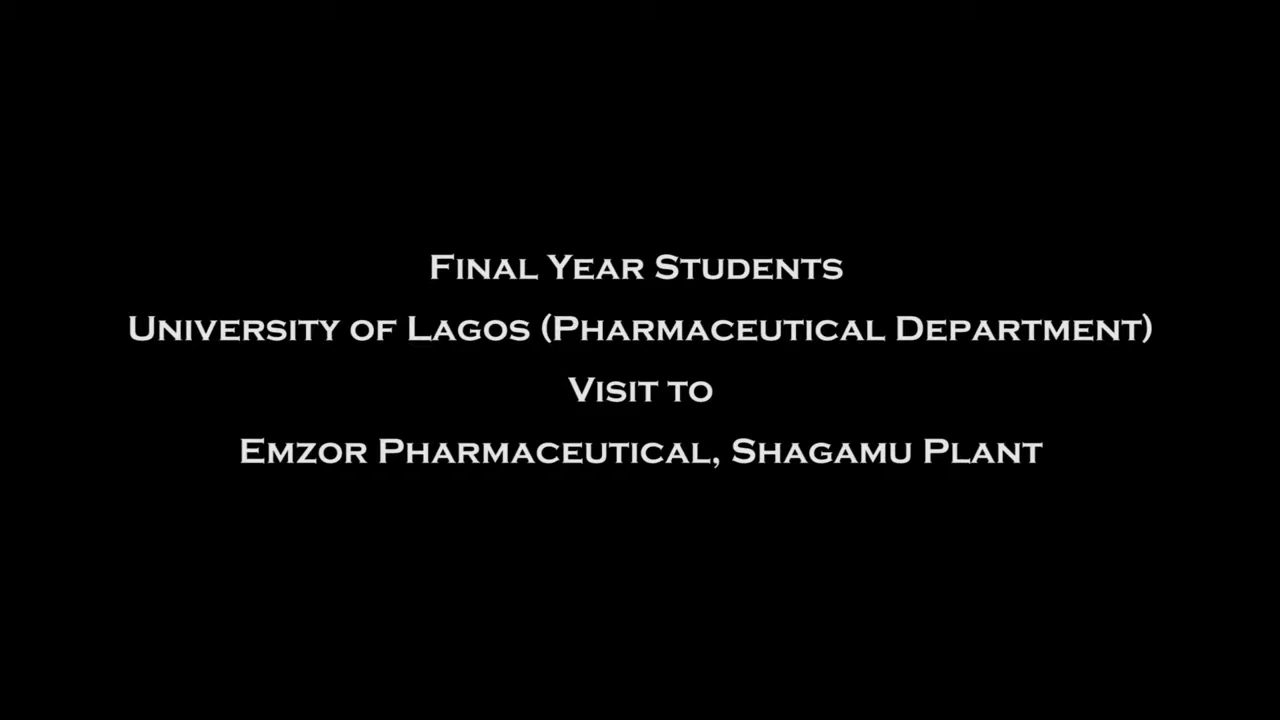 Final Year Students
University of Lagos (Pharmaceutical Department)
Visit to
Emzor Pharmaceutical, Shagamu Plant